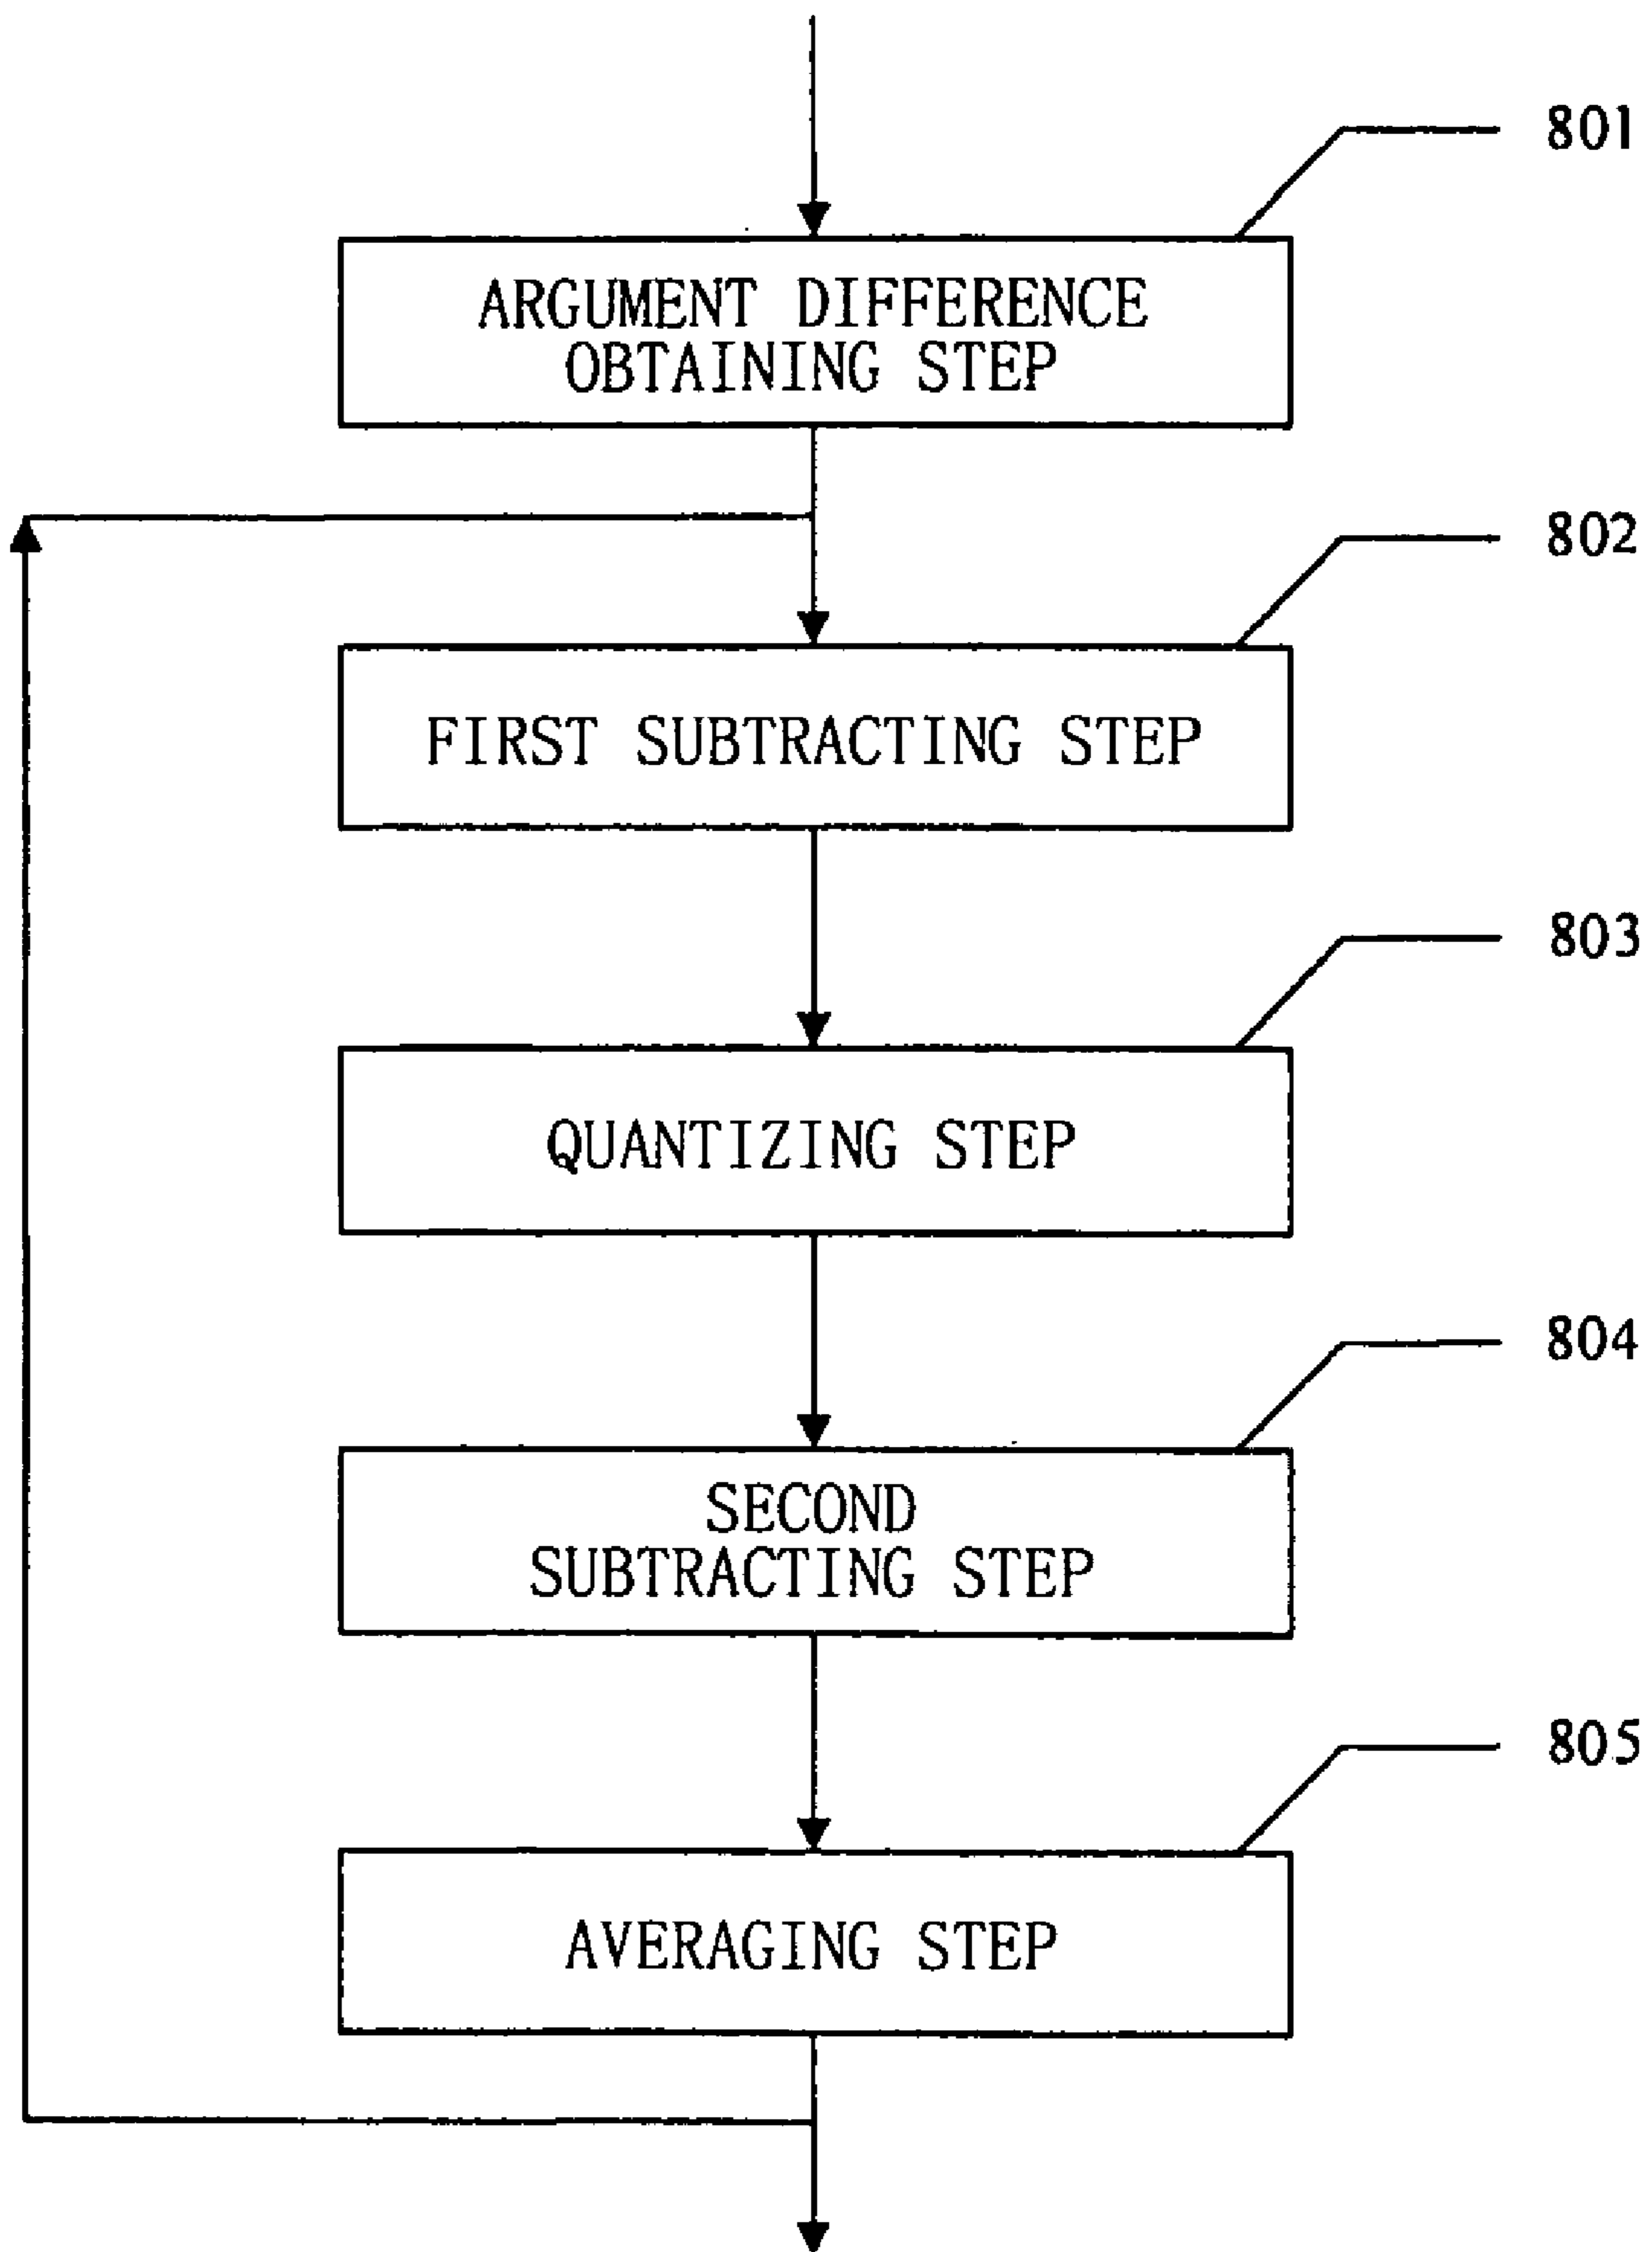 801
ARGUMENT DIFFERENCE
OBTAINING STEP
802
FIRST SUBTRACTING STEP
803
QUANTIZING STEP
804
SECOND
SUBTRACTING STEP
805
AVERAGING STEP